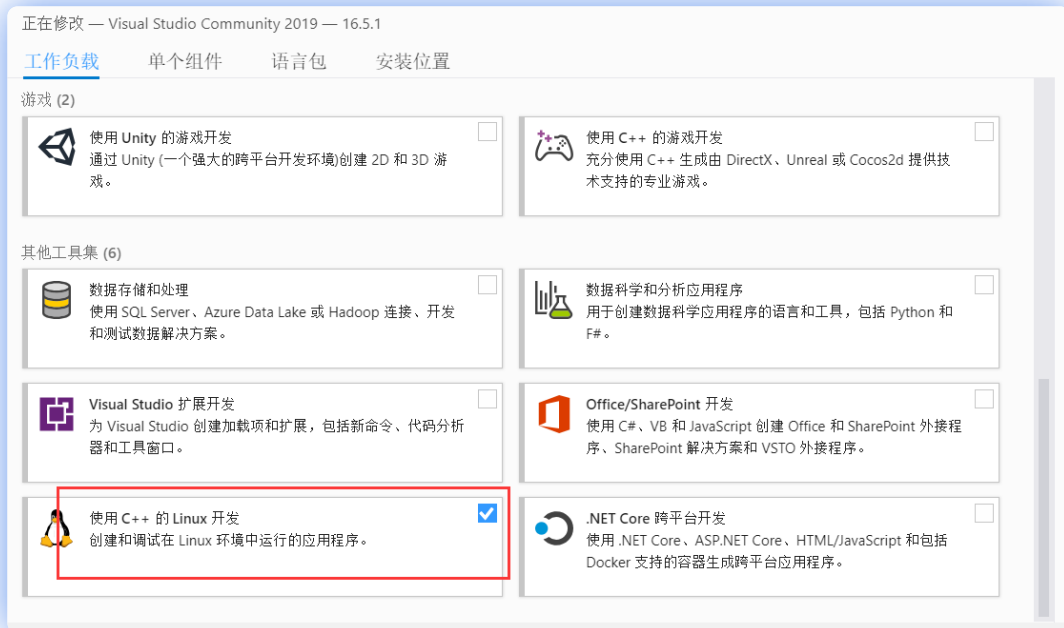 正在修改 — Visual Studio Community 2019 — 16.5.1
工作负载 单个组件 语言包 安装位置
游戏 (2)
使用 Unity 的游戏开发
通过 Unity (一个强大的跨平台开发环境)创建 2D 和 3D 游
戏。
使用 C++ 的游戏开发
充分使用 C++ 生成由 DirectX、Unreal 或 Cocos2d 提供技
术支持的专业游戏。
其他工具集 (6)
数据存储和处理
使用 SQL Server、Azure Data Lake 或 Hadoop 连接、开发
和测试数据解决方案。
数据科学和分析应用程序
用于创建数据科学应用程序的语言和工具，包括 Python 和
F#。
Visual Studio 扩展开发
为 Visual Studio 创建加载项和扩展，包括新命令、代码分析
器和工具窗口。
Office/SharePoint 开发
使用 C#、VB 和 JavaScript 创建 Office 和 SharePoint 外接程
序、SharePoint 解决方案和 VSTO 外接程序。
使用 C++ 的 Linux 开发
创建和调试在 Linux 环境中运行的应用程序。
.NET Core 跨平台开发
使用 .NET Core、ASP.NET Core、HTML/JavaScript 和包括
Docker 支持的容器生成跨平台应用程序。